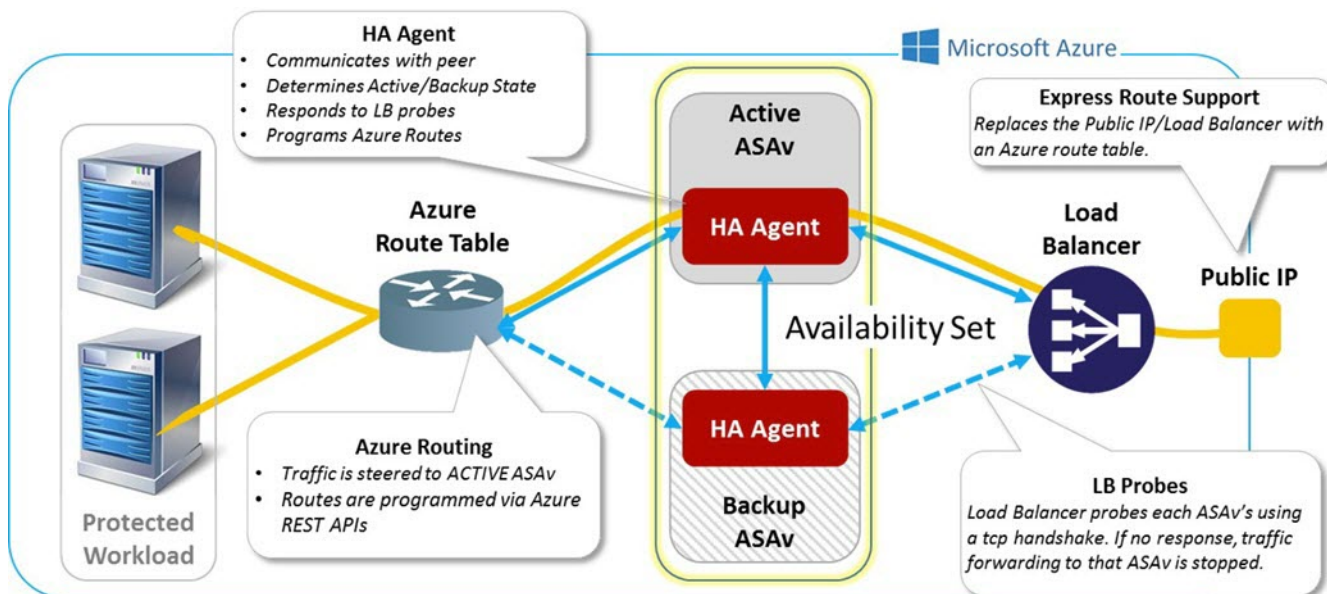 HA Agent
• Communicates with peer
• Determines Active/Backup State
• Responds to LB probes
• Programs Azure Routes
Microsoft Azure
Express Route Support
Replaces the Public IP/Load Balancer with
an Azure route table.
Active
ASAv
HA Agent
Azure
Route Table
Load
Balancer
Public IP
Availability Set
HA Agent
Backup
ASAv
Protected
Workload
Azure Routing
• Traffic is steered to ACTIVE ASAv
• Routes are programmed via Azure
REST APIs
LB Probes
Load Balancer probes each ASAv's using
a tcp handshake. If no response, traffic
forwarding to that ASAv is stopped.